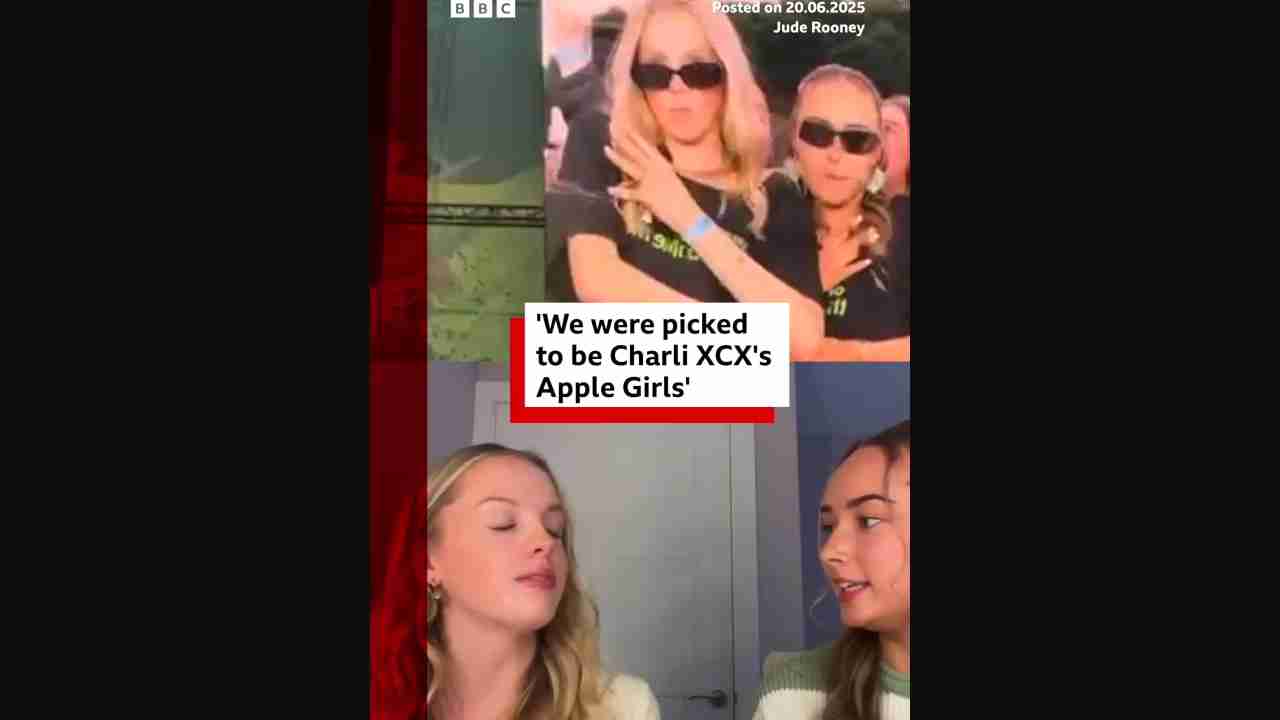 BBC
Posted on 20.06.2025
Jude Rooney
'We were picked
to be Charli XCX's
Apple Girls'